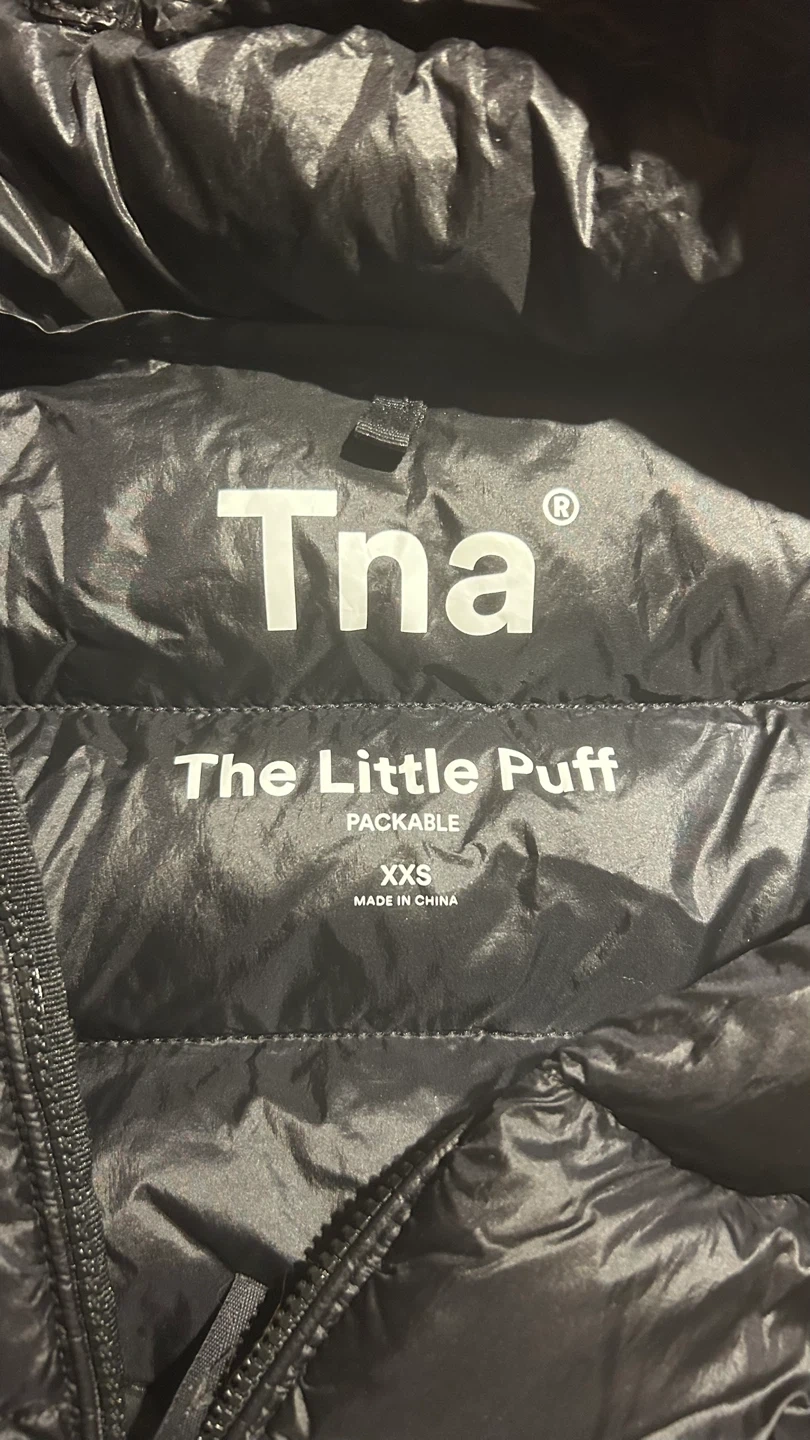 Tna®
The Little Puff
PACKABLE
XXS
MADE IN CHINA